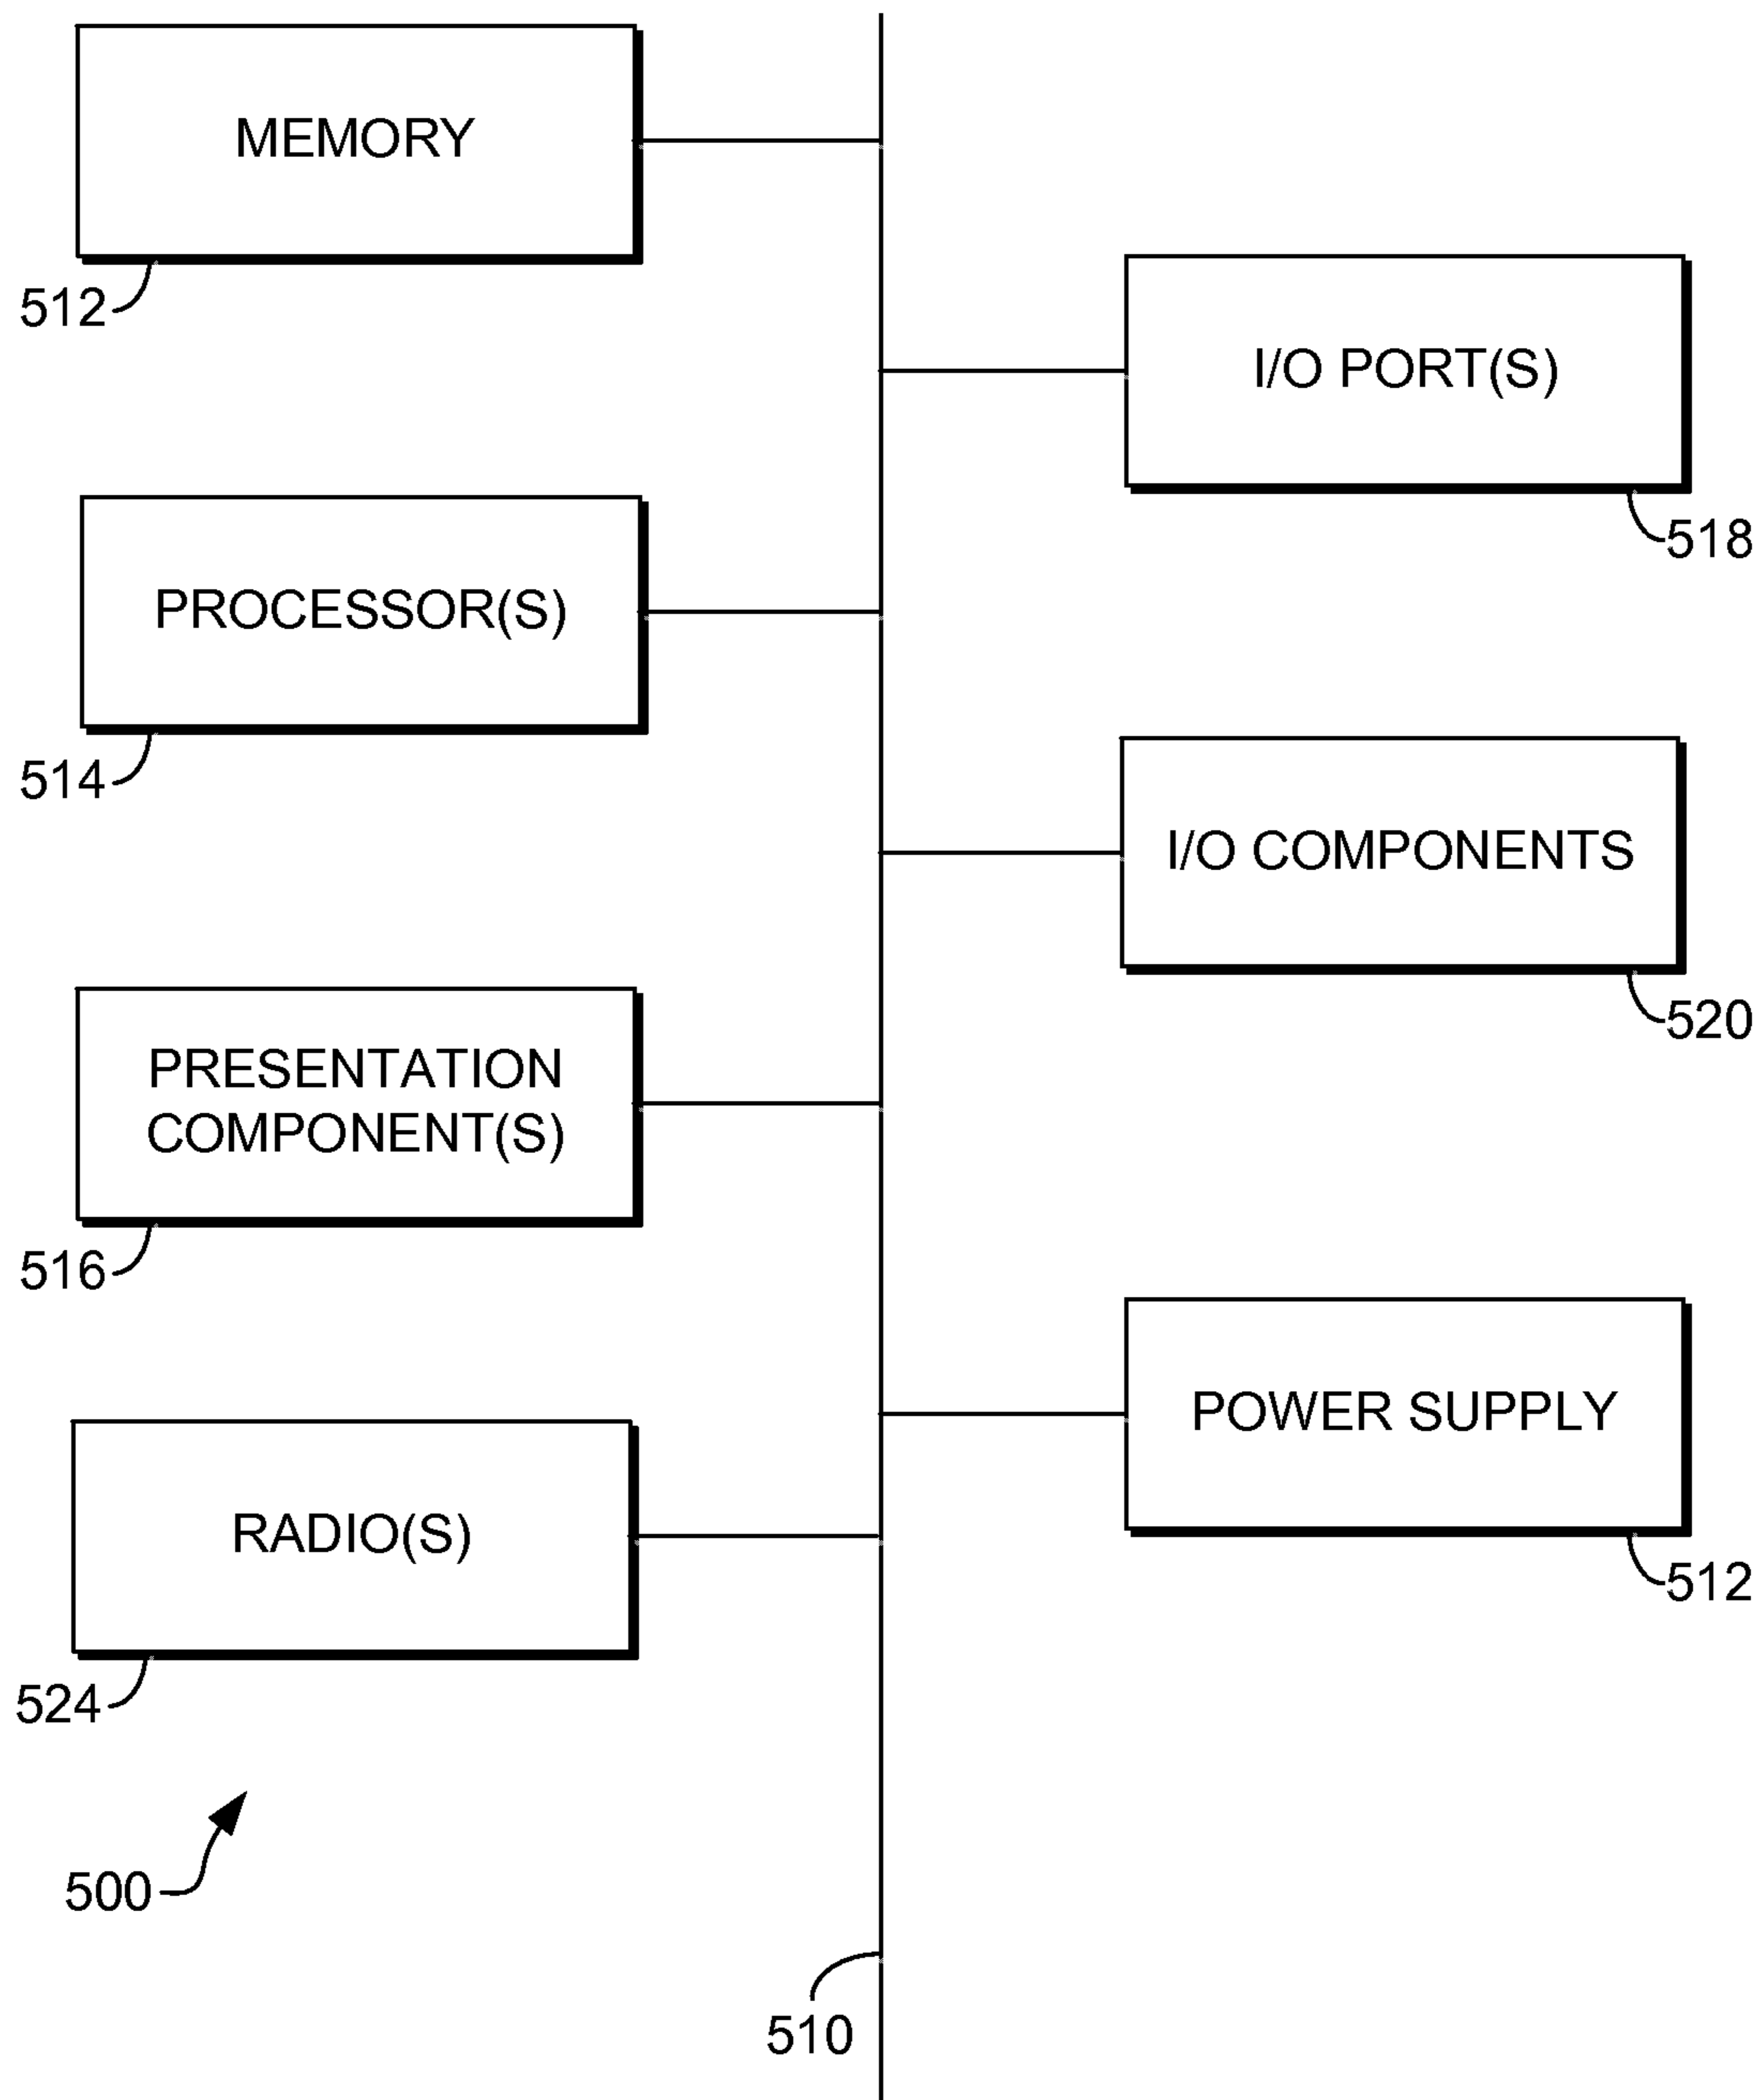 MEMORY
512
I/O PORT(S)
518
PROCESSOR(S)
514
I/O COMPONENTS
520
PRESENTATION
COMPONENT(S)
516
POWER SUPPLY
512
RADIO(S)
524
500
510